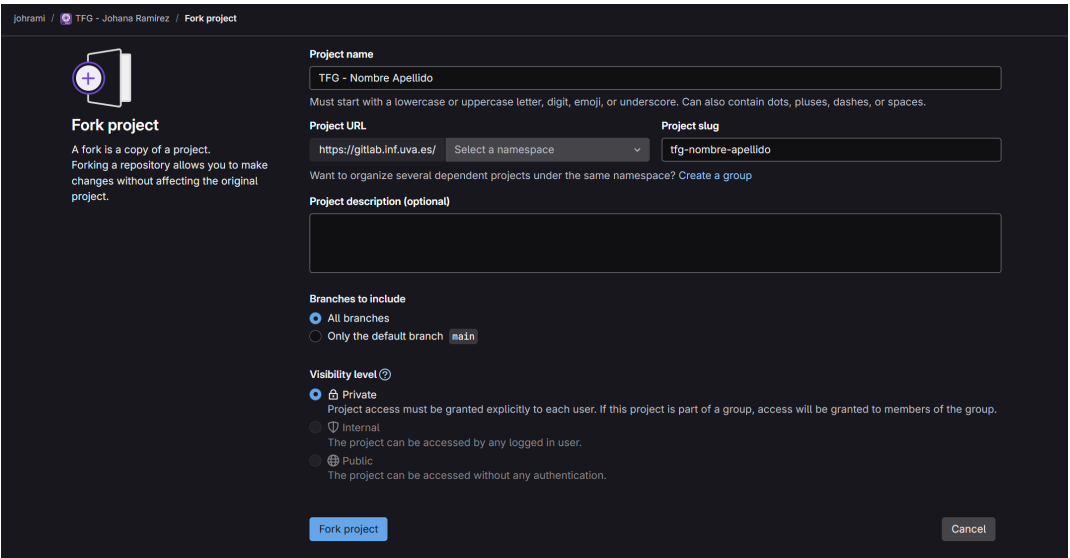 johrami / TFG - Johana Ramírez / Fork project
Fork project
A fork is a copy of a project.
Forking a repository allows you to make
changes without affecting the original
project.
Project name
TFG - Nombre Apellido
Must start with a lowercase or uppercase letter, digit, emoji, or underscore. Can also contain dots, pluses, dashes, or spaces.
Project URL
https://gitlab.inf.uva.es/
Select a namespace
Project slug
tfg-nombre-apellido
Want to organize several dependent projects under the same namespace? Create a group
Project description (optional)
Branches to include
All branches
Only the default branch main
Visibility level
Private
Project access must be granted explicitly to each user. If this project is part of a group, access will be granted to members of the group.
Internal
The project can be accessed by any logged in user.
Public
The project can be accessed without any authentication.
Fork project
Cancel